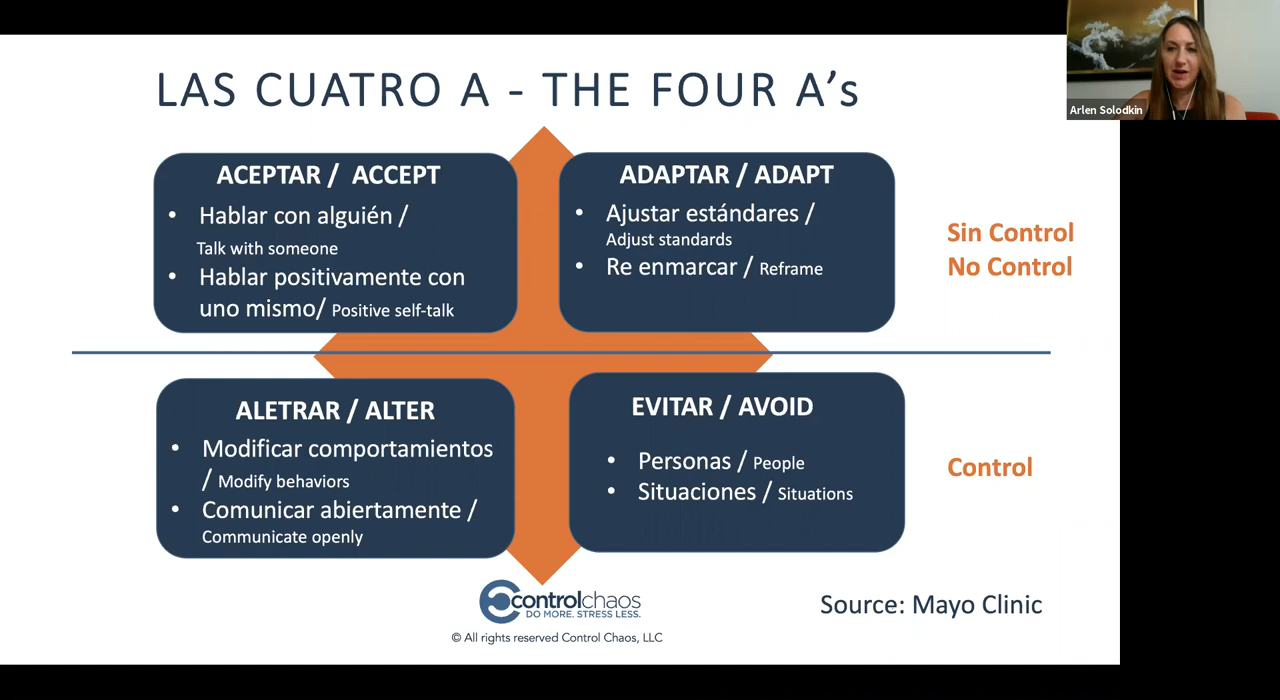 LAS CUATRO A - THE FOUR A’s
Arlen Solodkin
ACEPTAR / ACCEPT
• Hablar con alguién /
Talk with someone
• Hablar positivamente con
uno mismo/ Positive self-talk
ADAPTAR / ADAPT
• Ajustar estándares /
Adjust standards
• Re enmarcar / Reframe
Sin Control
No Control
ALETRAR / ALTER
• Modificar comportamientos
/ Modify behaviors
• Comunicar abiertamente /
Communicate openly
EVITAR / AVOID
• Personas / People
• Situaciones / Situations
Control
controlchaos
DO MORE. STRESS LESS.
© All rights reserved Control Chaos, LLC
Source: Mayo Clinic